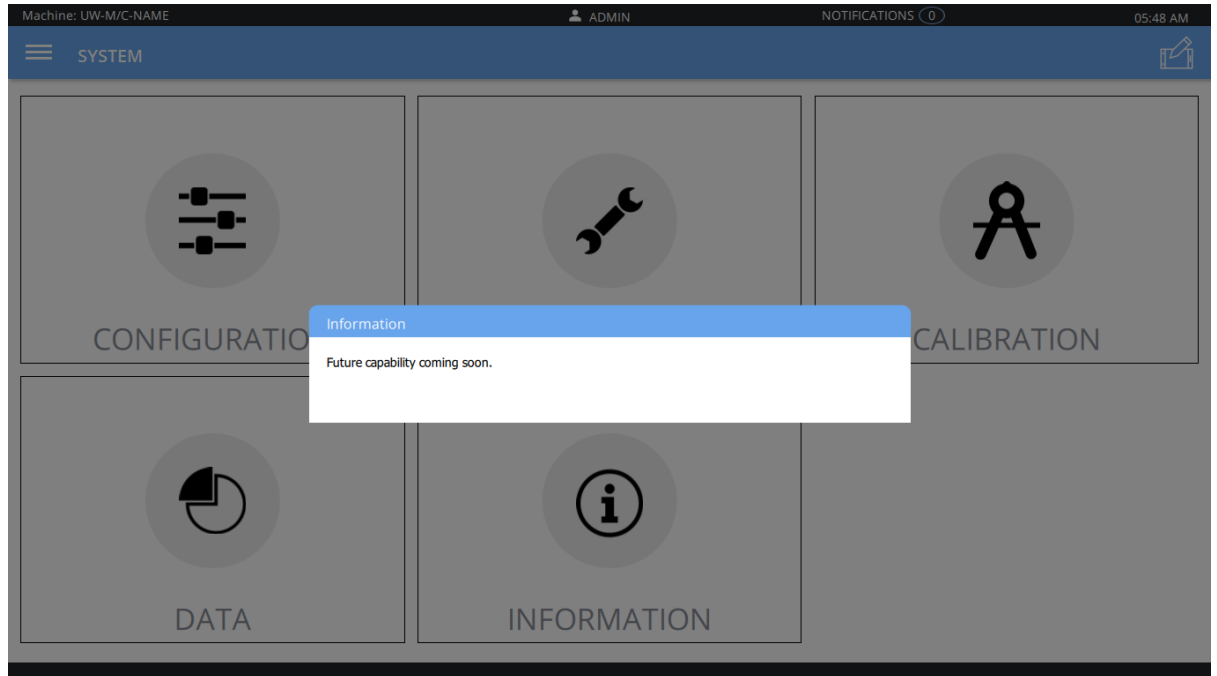 Machine: UW-M/C-NAME
ADMIN
NOTIFICATIONS 0
05:48 AM
SYSTEM
CONFIGURATIO
CALIBRATION
Information
Future capability coming soon.
DATA
INFORMATION